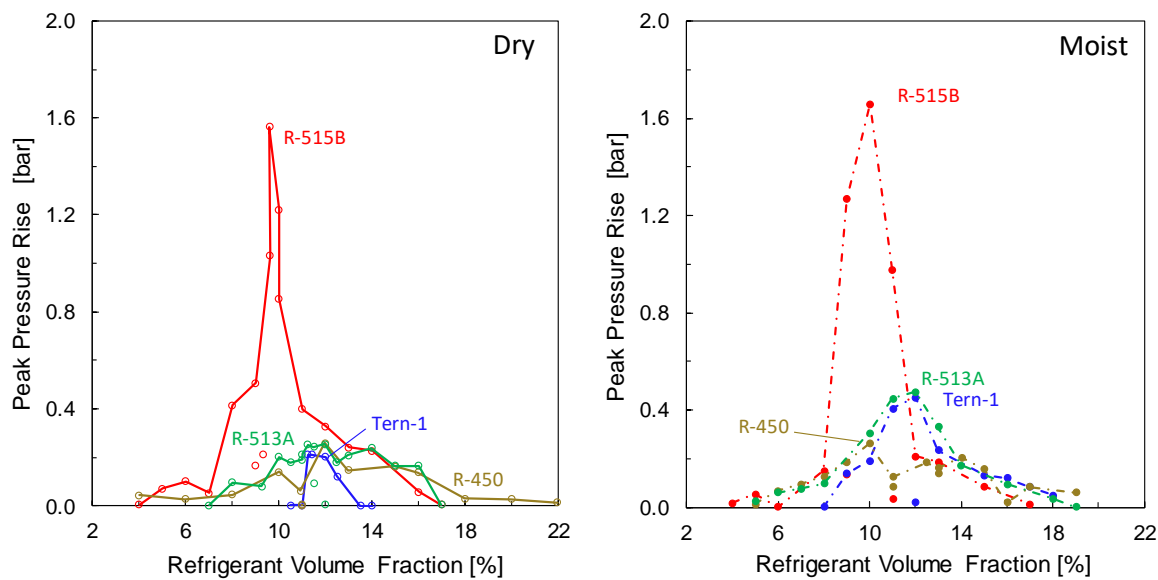 Dry
Peak Pressure Rise [bar]
2.0
1.6
1.2
0.8
0.4
0.0
R-515B
R-513A
Tern-1
R-450
2 6 10 14 18 22
Refrigerant Volume Fraction [%]
Moist
Peak Pressure Rise [bar]
2.0
1.6
1.2
0.8
0.4
0.0
R-515B
R-513A
Tern-1
R-450
2 6 10 14 18 22
Refrigerant Volume Fraction [%]